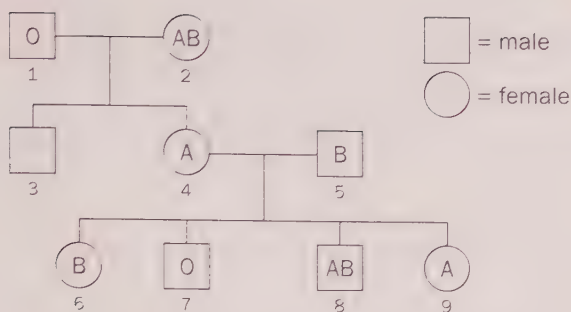 O AB = male
1 2
= female
A B
3 4 5
B O AB A
6 7 8 9